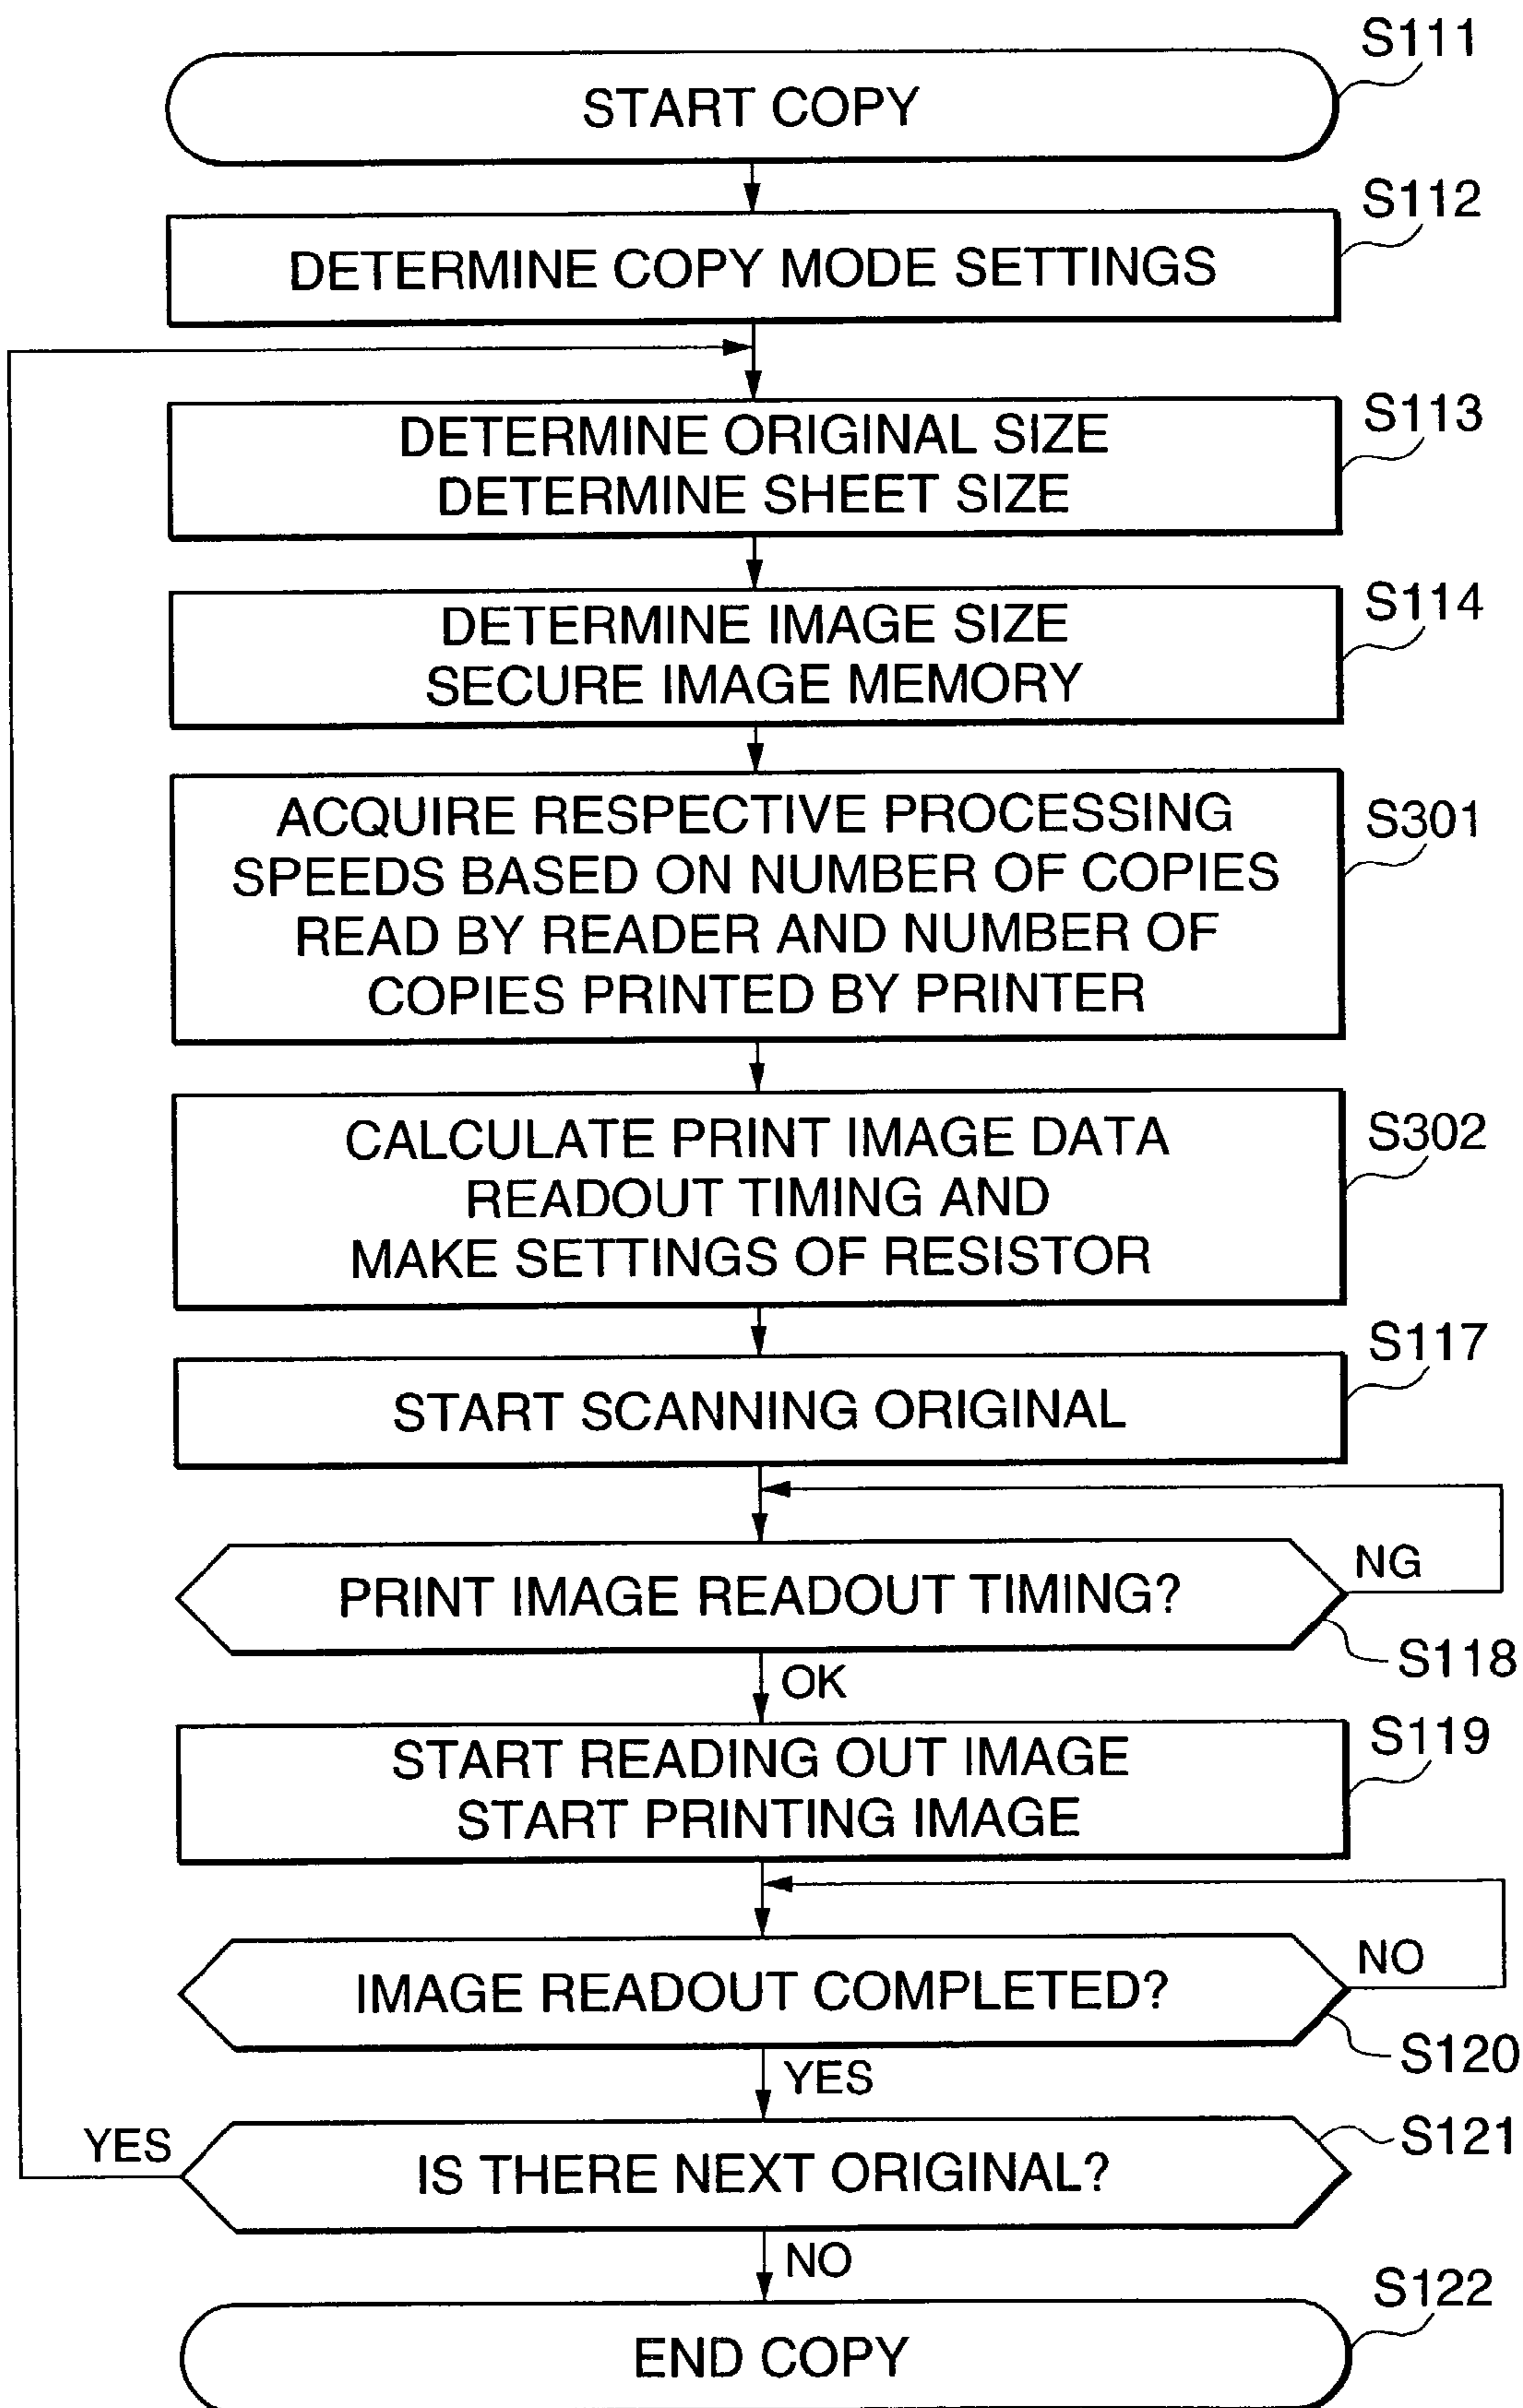 S111
START COPY
S112
DETERMINE COPY MODE SETTINGS
S113
DETERMINE ORIGINAL SIZE
DETERMINE SHEET SIZE
S114
DETERMINE IMAGE SIZE
SECURE IMAGE MEMORY
S301
ACQUIRE RESPECTIVE PROCESSING
SPEEDS BASED ON NUMBER OF COPIES
READ BY READER AND NUMBER OF
COPIES PRINTED BY PRINTER
S302
CALCULATE PRINT IMAGE DATA
READOUT TIMING AND
MAKE SETTINGS OF RESISTOR
S117
START SCANNING ORIGINAL
NG
PRINT IMAGE READOUT TIMING?
S118
OK
S119
START READING OUT IMAGE
START PRINTING IMAGE
NO
IMAGE READOUT COMPLETED?
S120
YES
S121
YES
IS THERE NEXT ORIGINAL?
NO
S122
END COPY